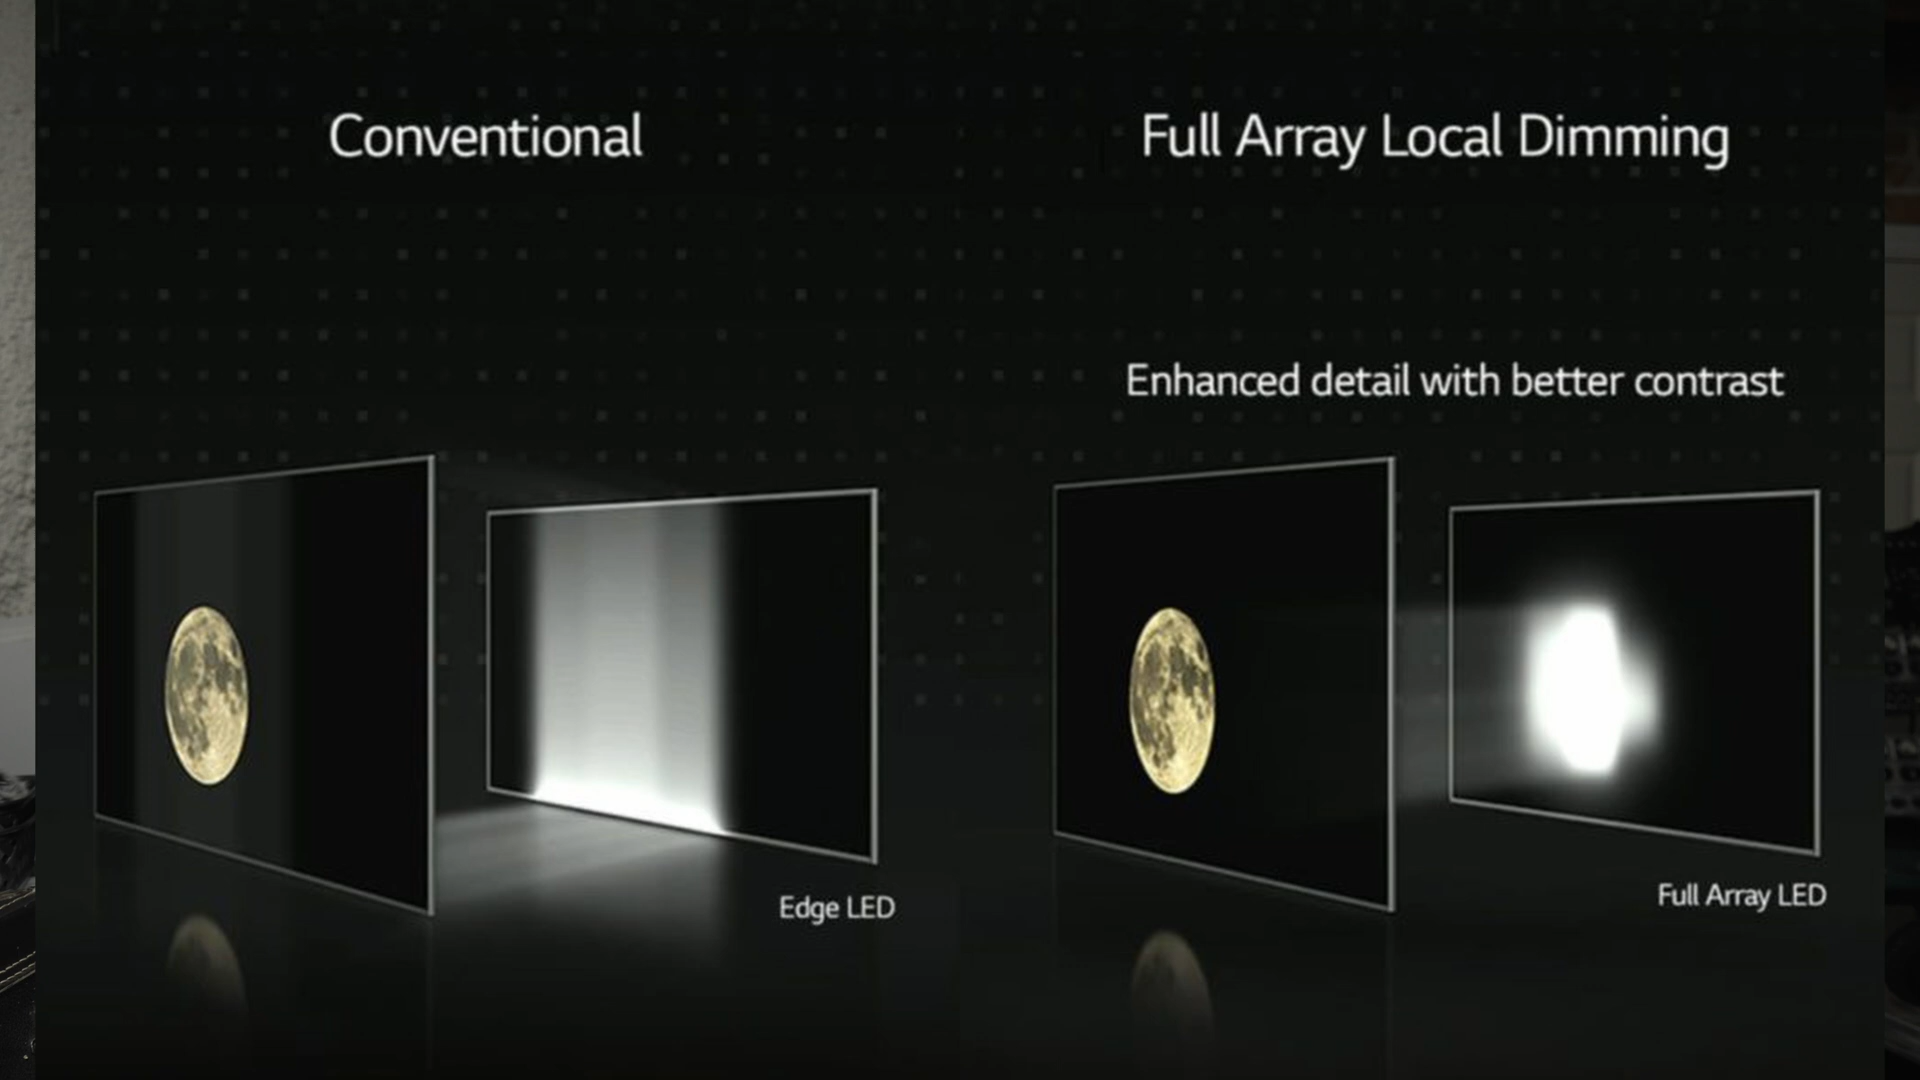 Conventional
Edge LED
Full Array Local Dimming
Enhanced detail with better contrast
Full Array LED